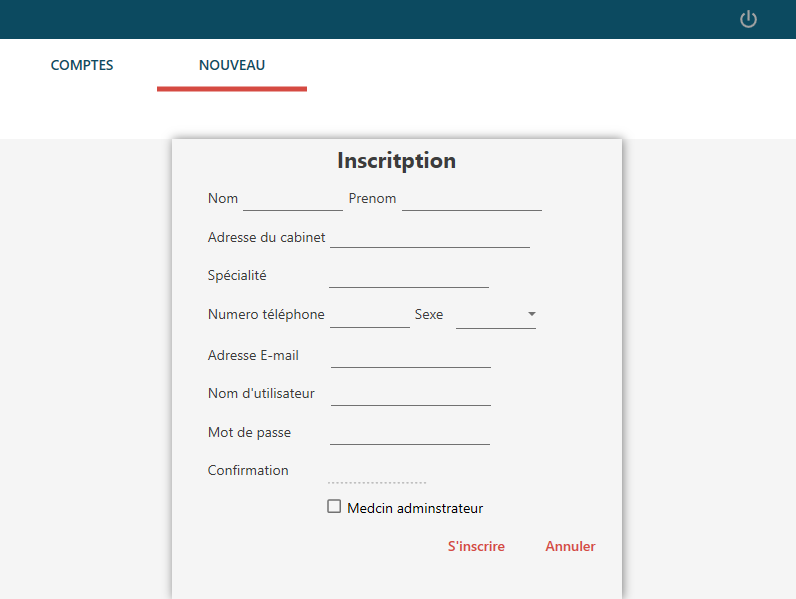 COMPTES NOUVEAU
Inscritption
Nom Prenom
Adresse du cabinet
Spécialité
Numero téléphone Sexe
Adresse E-mail
Nom d'utilisateur
Mot de passe
Confirmation
Medcin adminstrateur
S'inscrire Annuler